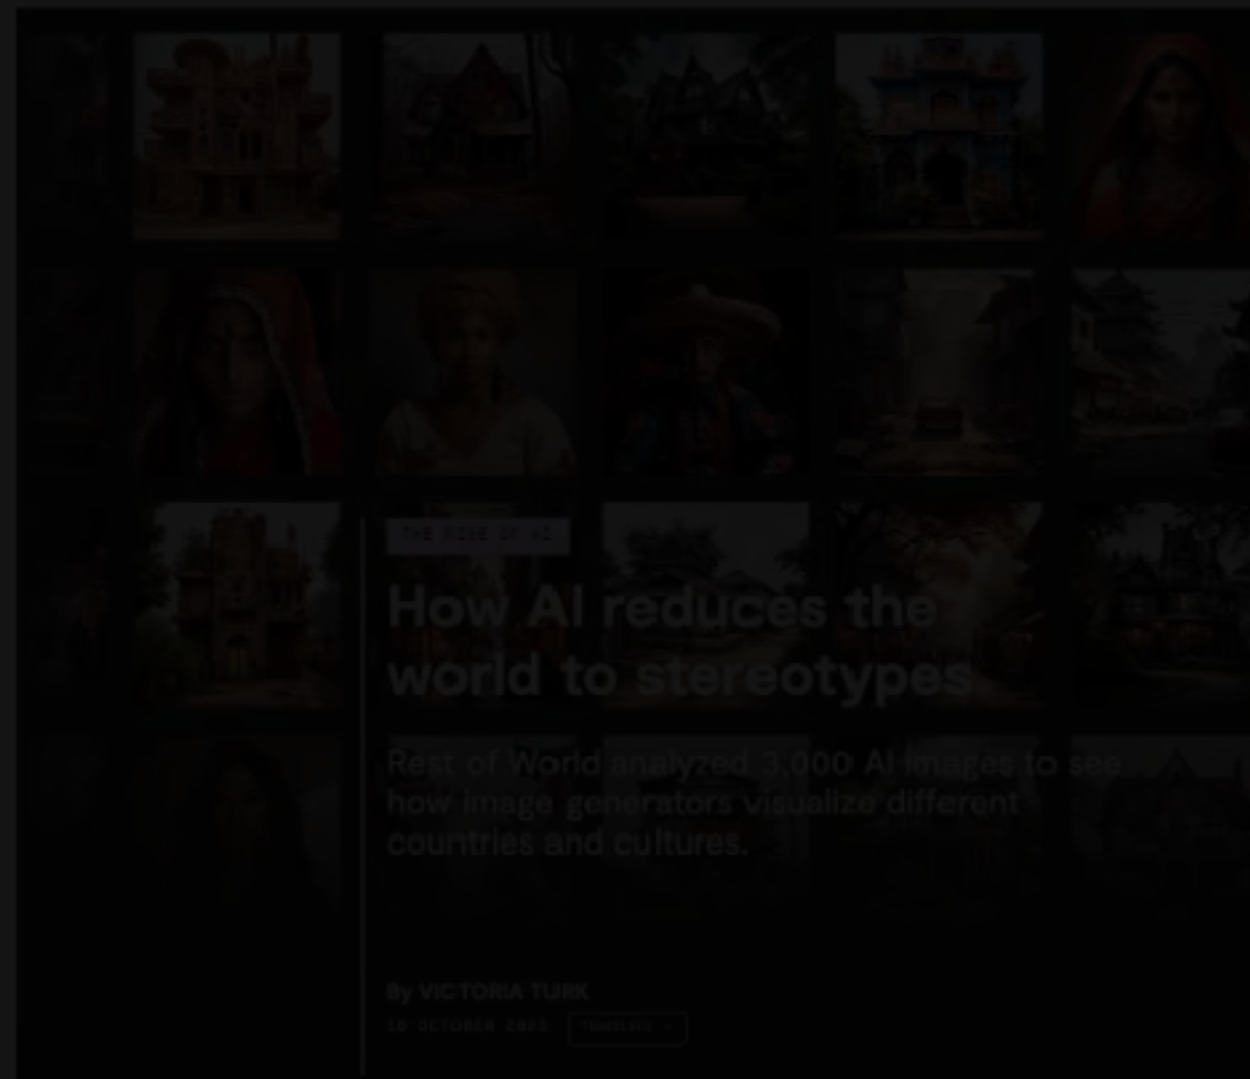 THE RISE OF AI
How AI reduces the
world to stereotypes
Rest of World analyzed 3,000 AI images to see
how image generators visualize different
countries and cultures.
By VICTORIA TURK
10 OCTOBER 2023